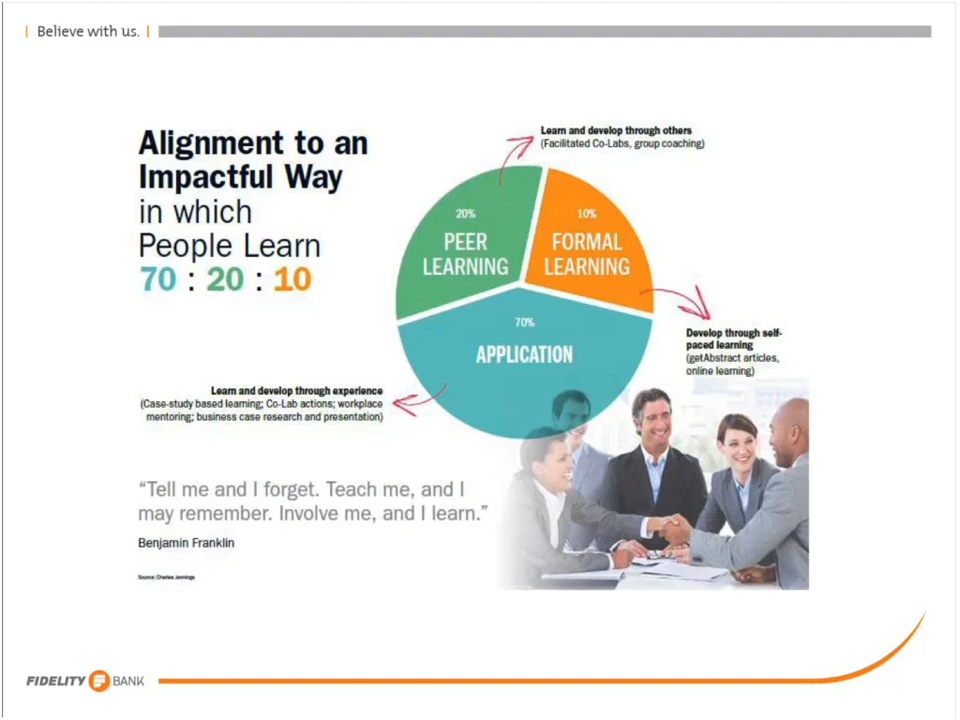 Believe with us.
Alignment to an
Impactful Way
in which
People Learn
70 : 20 : 10
Learn and develop through others
(Facilitated Co-Labs, group coaching)
20%
PEER
LEARNING
10%
FORMAL
LEARNING
70%
APPLICATION
Develop through self-
paced learning
(getAbstract articles,
online learning)
Learn and develop through experience
(Case-study based learning; Co-Lab actions; workplace
mentoring; business case research and presentation)
“Tell me and I forget. Teach me, and I
may remember. Involve me, and I learn.”
Benjamin Franklin
Source: Charles Jennings
FIDELITY BANK